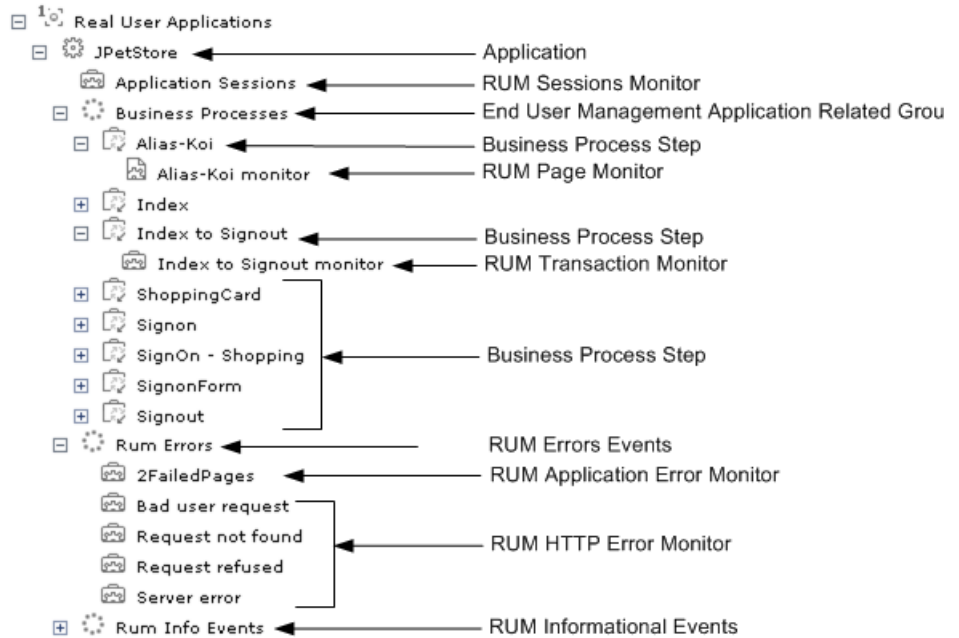 1 Real User Applications
JPetStore Application
Application Sessions RUM Sessions Monitor
Business Processes End User Management Application Related Grou
Alias-Koi Business Process Step
Alias-Koi monitor RUM Page Monitor
Index
Index to Signout Business Process Step
Index to Signout monitor RUM Transaction Monitor
ShoppingCard
Signon
SignOn - Shopping Business Process Step
SignonForm
Signout
Rum Errors RUM Errors Events
2FailedPages RUM Application Error Monitor
Bad user request
Request not found RUM HTTP Error Monitor
Request refused
Server error
Rum Info Events RUM Informational Events